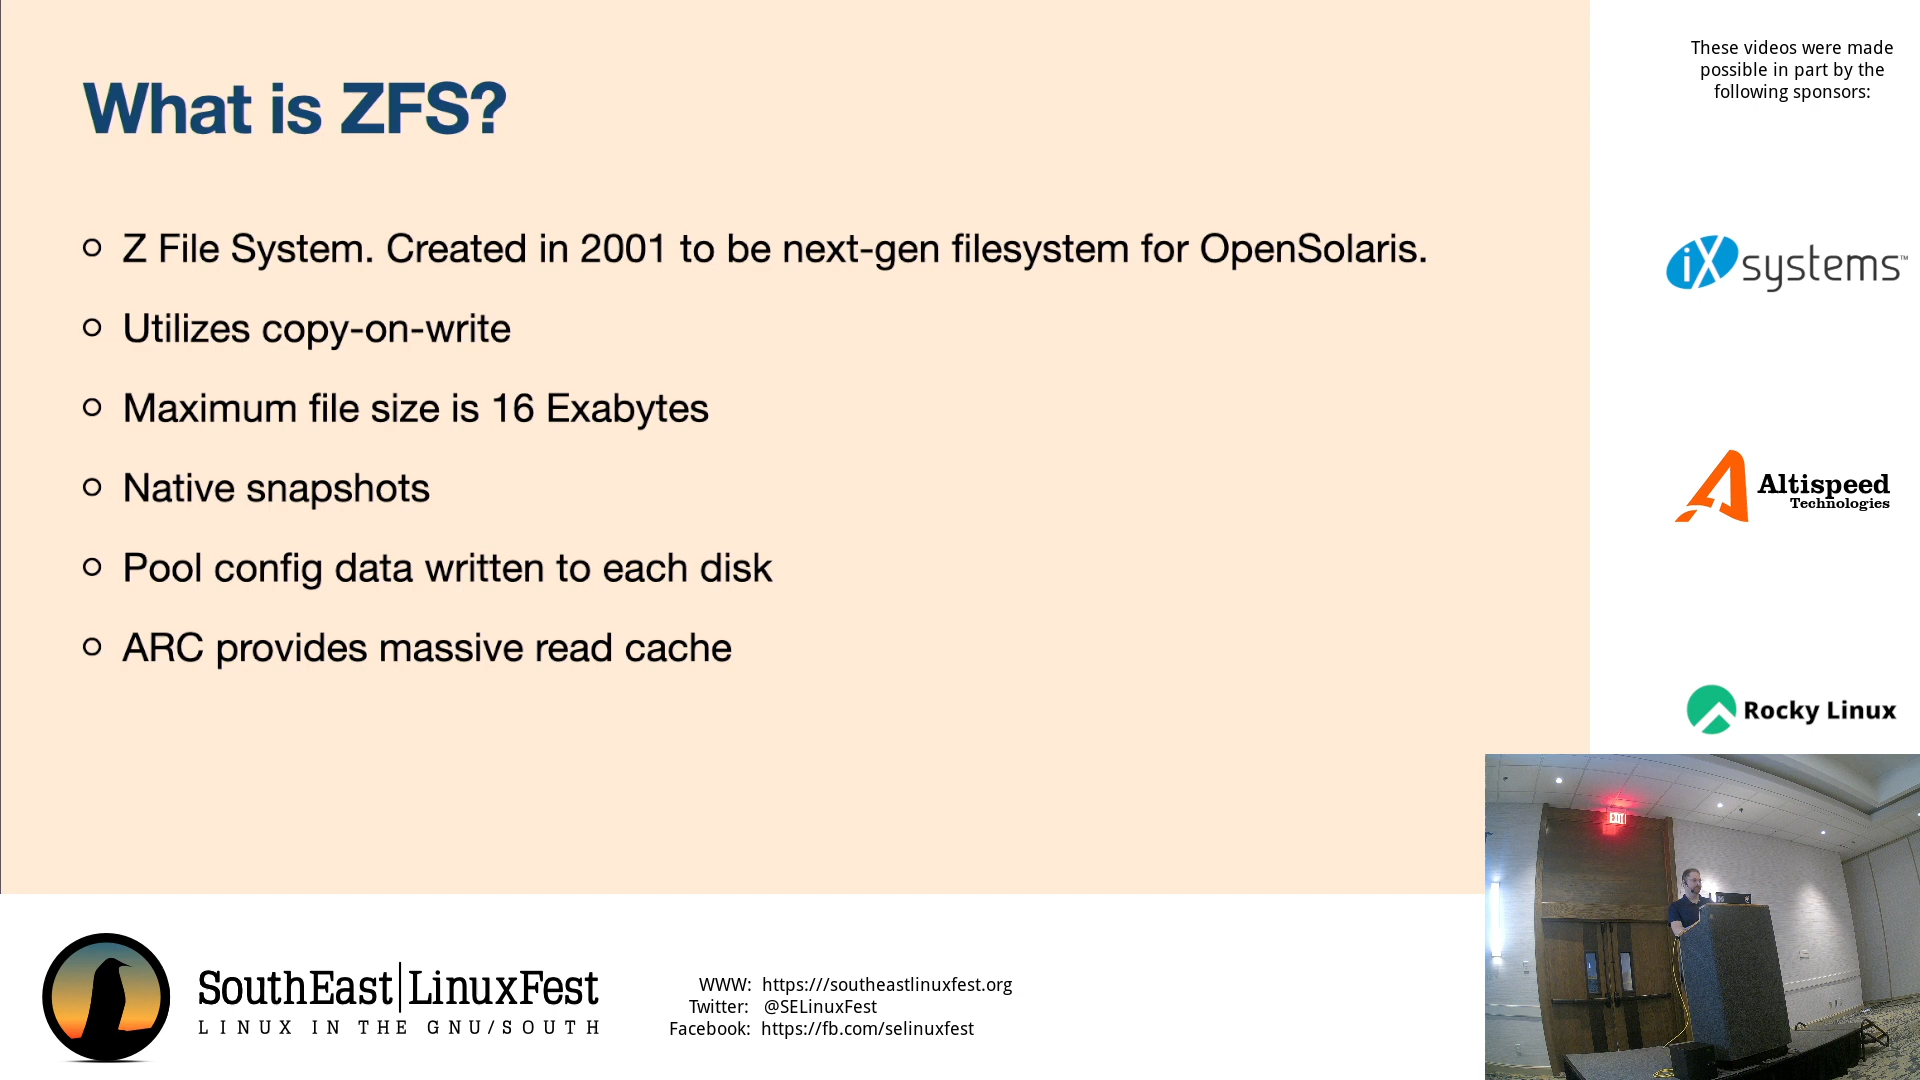 What is ZFS?
Z File System. Created in 2001 to be next-gen filesystem for OpenSolaris.
Utilizes copy-on-write
Maximum file size is 16 Exabytes
Native snapshots
Pool config data written to each disk
ARC provides massive read cache
These videos were made
possible in part by the
following sponsors:
iX systems™
Altispeed
Technologies
Rocky Linux
EXIT
SouthEast|LinuxFest
LINUX IN THE GNU/SOUTH
WWW: https:///southeastlinuxfest.org
Twitter: @SELinuxFest
Facebook: https://fb.com/selinuxfest